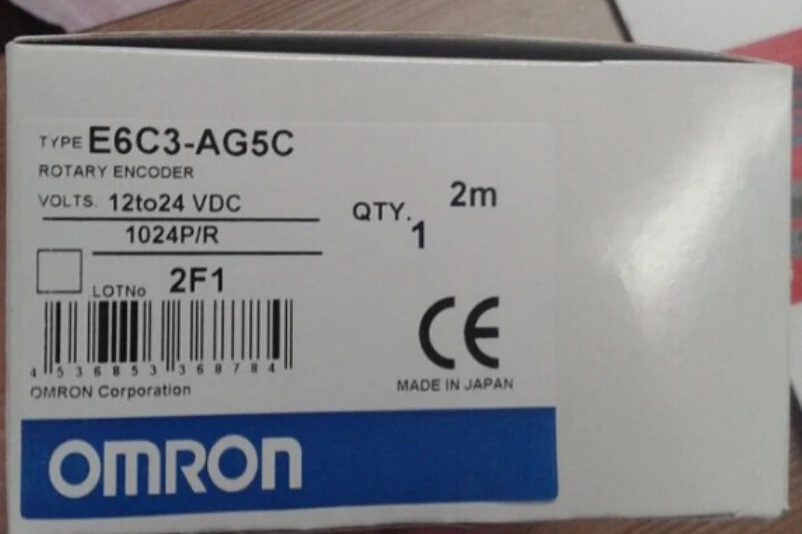 TYPE E6C3-AG5C
ROTARY ENCODER
VOLTS. 12to24 VDC
1024P/R
QTY. 1
2m
LOTNo 2F1
4 536853 368784
OMRON Corporation
CE
MADE IN JAPAN
OMRON